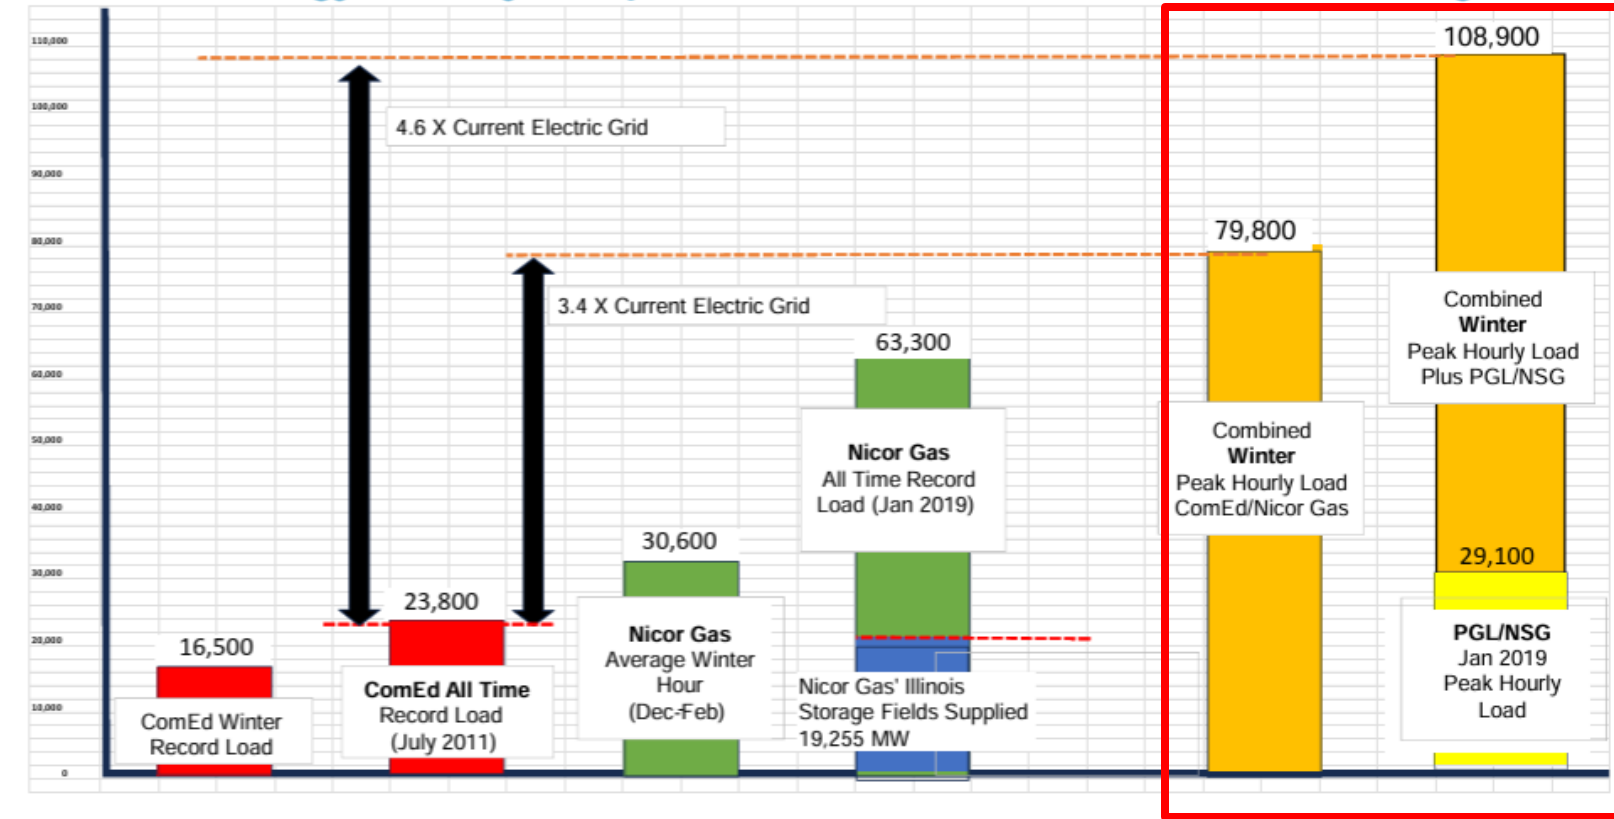 110,000
100,000
90,000
80,000
70,000
60,000
50,000
40,000
30,000
20,000
10,000
0
4.6 X Current Electric Grid
3.4 X Current Electric Grid
16,500
ComEd Winter
Record Load
23,800
ComEd All Time
Record Load
(July 2011)
30,600
Nicor Gas
Average Winter
Hour
(Dec-Feb)
63,300
Nicor Gas
All Time Record
Load (Jan 2019)
Nicor Gas' Illinois
Storage Fields Supplied
19,255 MW
79,800
Combined
Winter
Peak Hourly Load
ComEd/Nicor Gas
108,900
Combined
Winter
Peak Hourly Load
Plus PGL/NSG
29,100
PGL/NSG
Jan 2019
Peak Hourly
Load